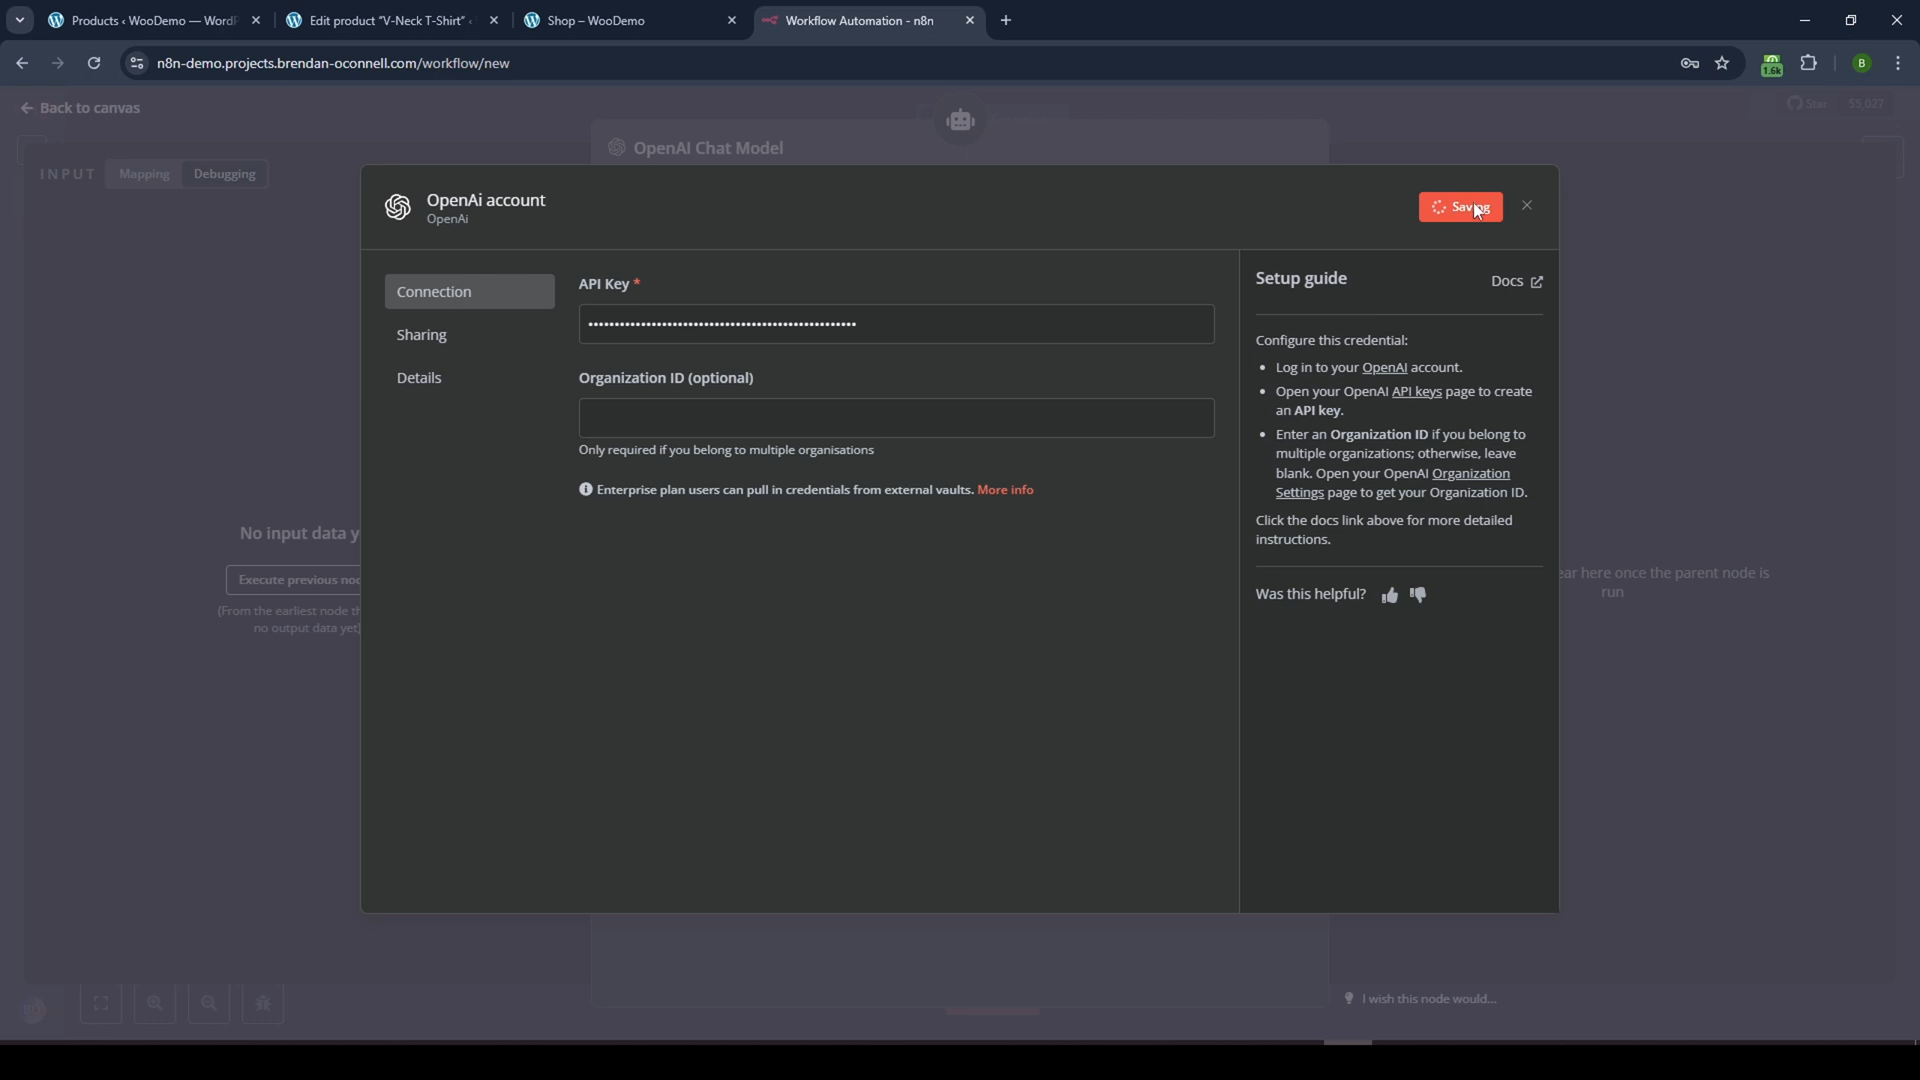 Products ‹ WooDemo — WordP
Edit product "V-Neck T-Shirt" ‹
Shop – WooDemo
Workflow Automation - n8n
n8n-demo.projects.brendan-oconnell.com/workflow/new
1.6k
B
Back to canvas
Star 55,027
INPUT Mapping Debugging
OpenAI Chat Model
OpenAi account
OpenAi
Saving
Connection
Sharing
Details
API Key *
Organization ID (optional)
Only required if you belong to multiple organisations
Enterprise plan users can pull in credentials from external vaults. More info
Setup guide
Docs
Configure this credential:
• Log in to your OpenAI account.
• Open your OpenAI API keys page to create
an API key.
• Enter an Organization ID if you belong to
multiple organizations; otherwise, leave
blank. Open your OpenAI Organization
Settings page to get your Organization ID.
Click the docs link above for more detailed
instructions.
Was this helpful?
No input data y
Execute previous nod
(From the earliest node th
no output data yet)
ear here once the parent node is
run
I wish this node would...